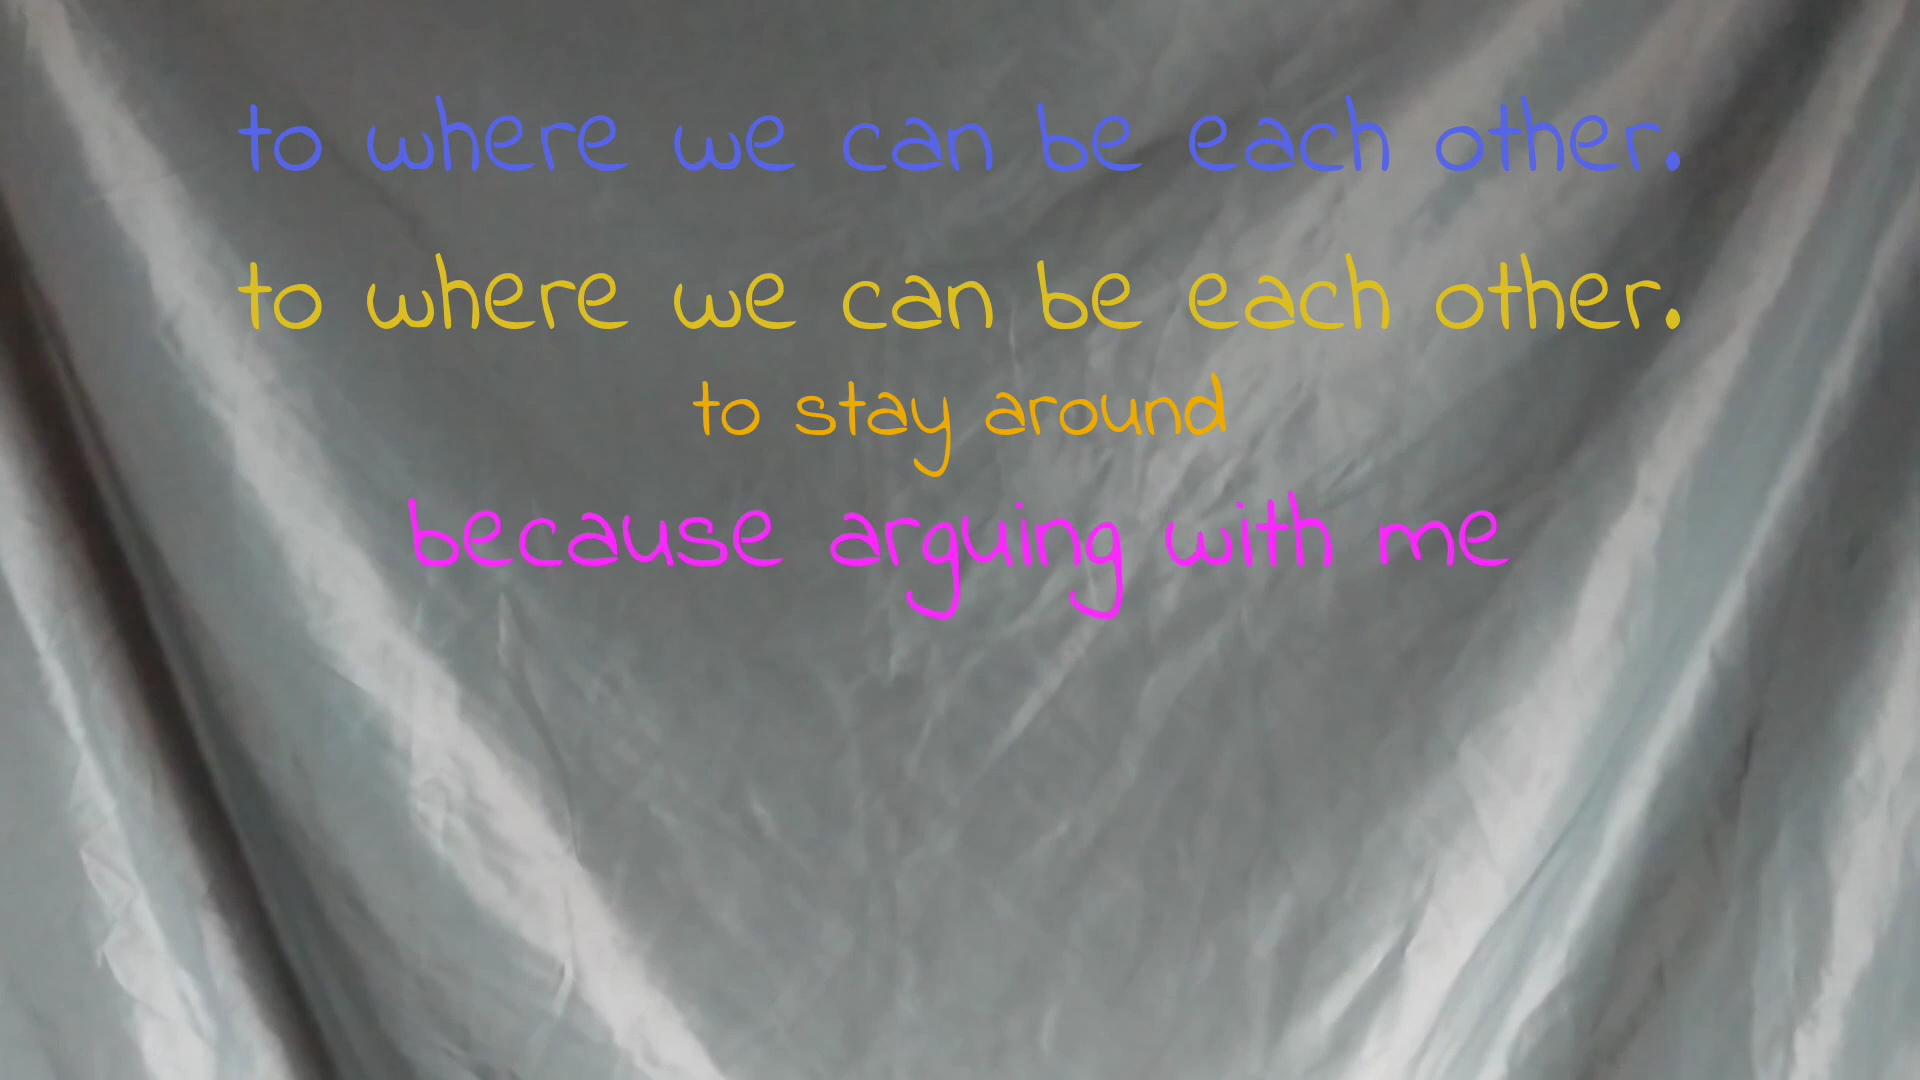 to where we can be each other.
to where we can be each other.
to stay around
because arguing with me